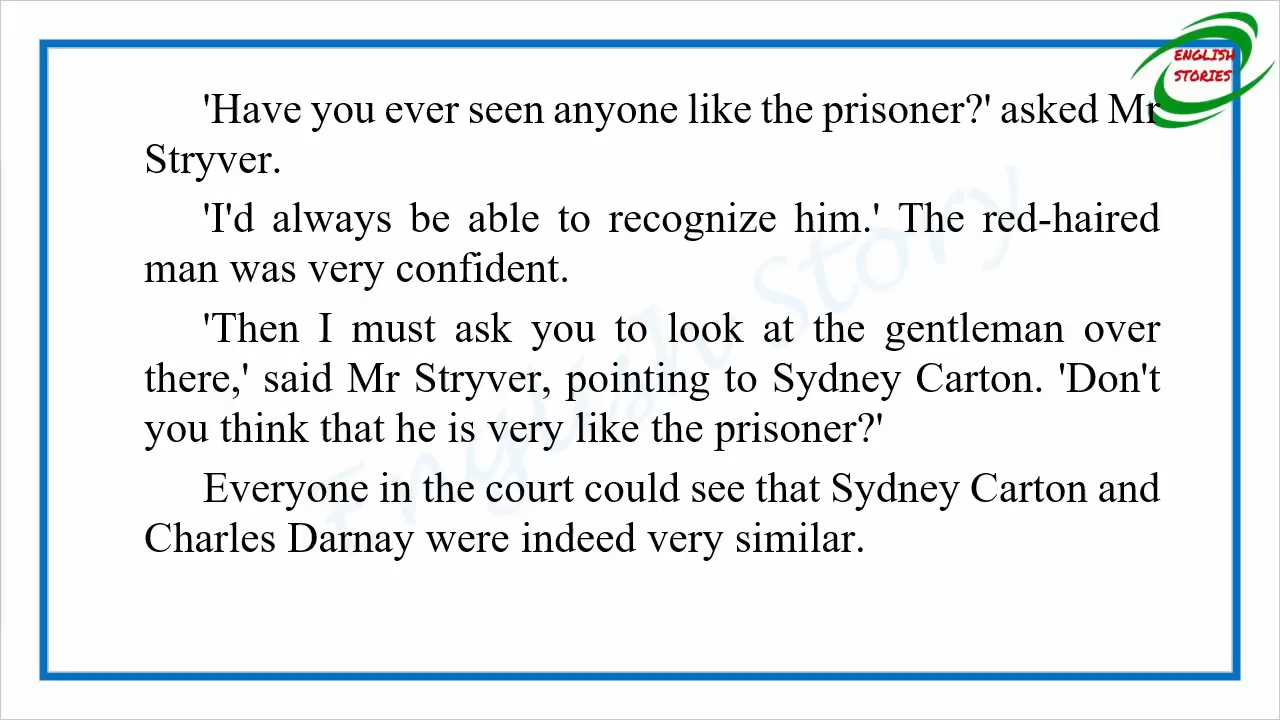 ENGLISH
STORIES
'Have you ever seen anyone like the prisoner?' asked Mr
Stryver.
'I'd always be able to recognize him.' The red-haired
man was very confident.
'Then I must ask you to look at the gentleman over
there,' said Mr Stryver, pointing to Sydney Carton. 'Don't
you think that he is very like the prisoner?'
Everyone in the court could see that Sydney Carton and
Charles Darnay were indeed very similar.
English Story